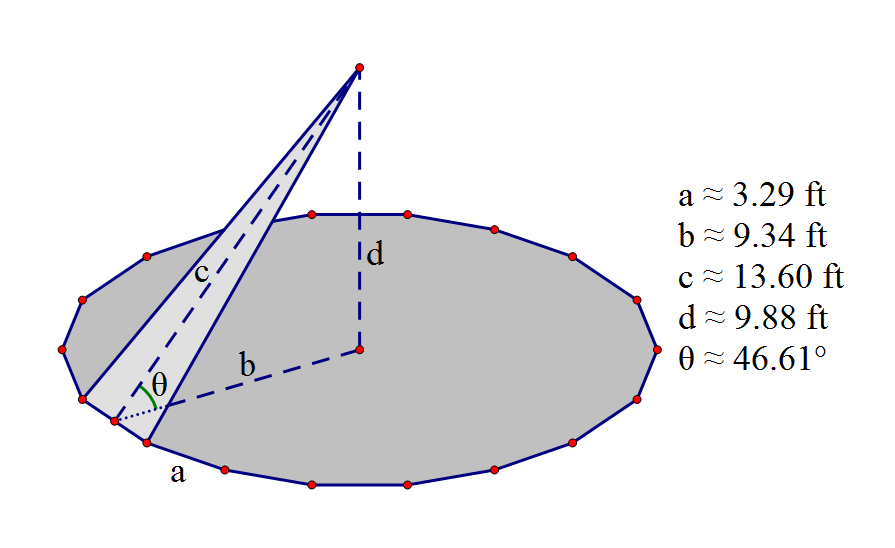 c
d
θ
b
a
a ≈ 3.29 ft
b ≈ 9.34 ft
c ≈ 13.60 ft
d ≈ 9.88 ft
θ ≈ 46.61°